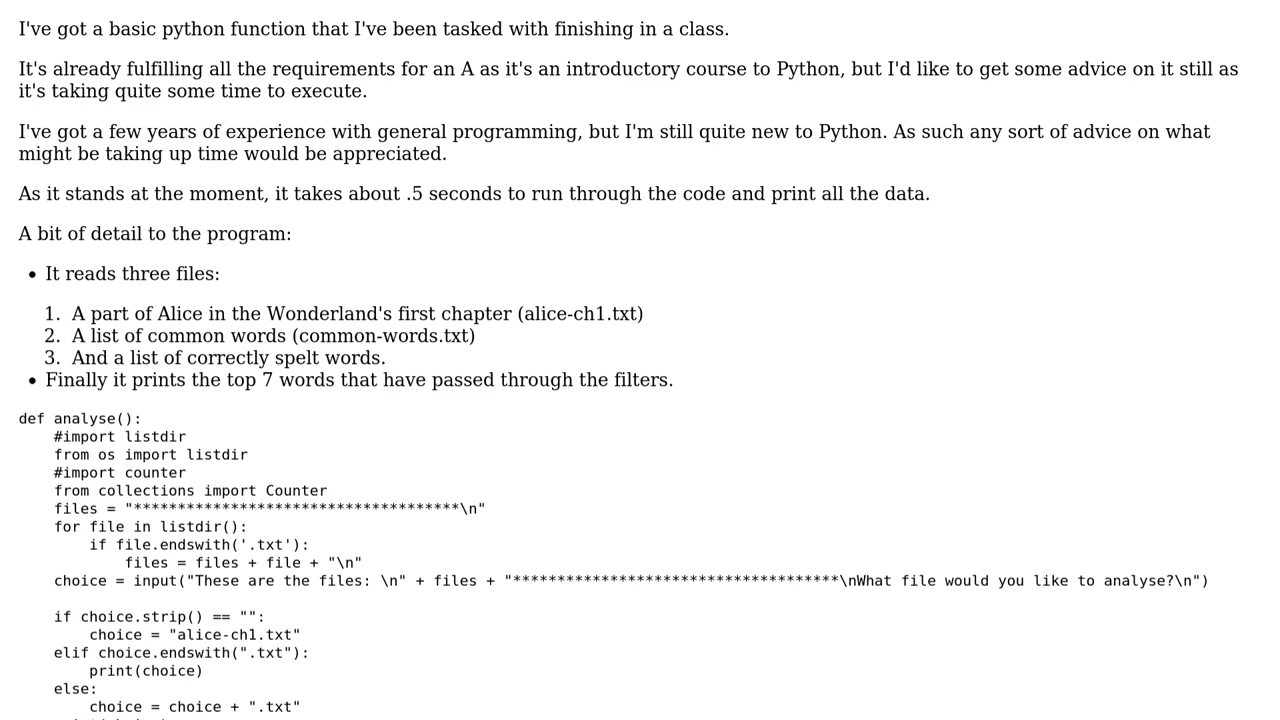 I've got a basic python function that I've been tasked with finishing in a class.
It's already fulfilling all the requirements for an A as it's an introductory course to Python, but I'd like to get some advice on it still as
it's taking quite some time to execute.
I've got a few years of experience with general programming, but I'm still quite new to Python. As such any sort of advice on what
might be taking up time would be appreciated.
As it stands at the moment, it takes about .5 seconds to run through the code and print all the data.
A bit of detail to the program:
• It reads three files:
1. A part of Alice in the Wonderland's first chapter (alice-ch1.txt)
2. A list of common words (common-words.txt)
3. And a list of correctly spelt words.
• Finally it prints the top 7 words that have passed through the filters.
def analyse():
    #import listdir
    from os import listdir
    #import counter
    from collections import Counter
    files = "*************************************\n"
    for file in listdir():
        if file.endswith('.txt'):
            files = files + file + "\n"
    choice = input("These are the files: \n" + files + "*************************************\nWhat file would you like to analyse?\n")
    if choice.strip() == "":
        choice = "alice-ch1.txt"
    elif choice.endswith(".txt"):
        print(choice)
    else:
        choice = choice + ".txt"